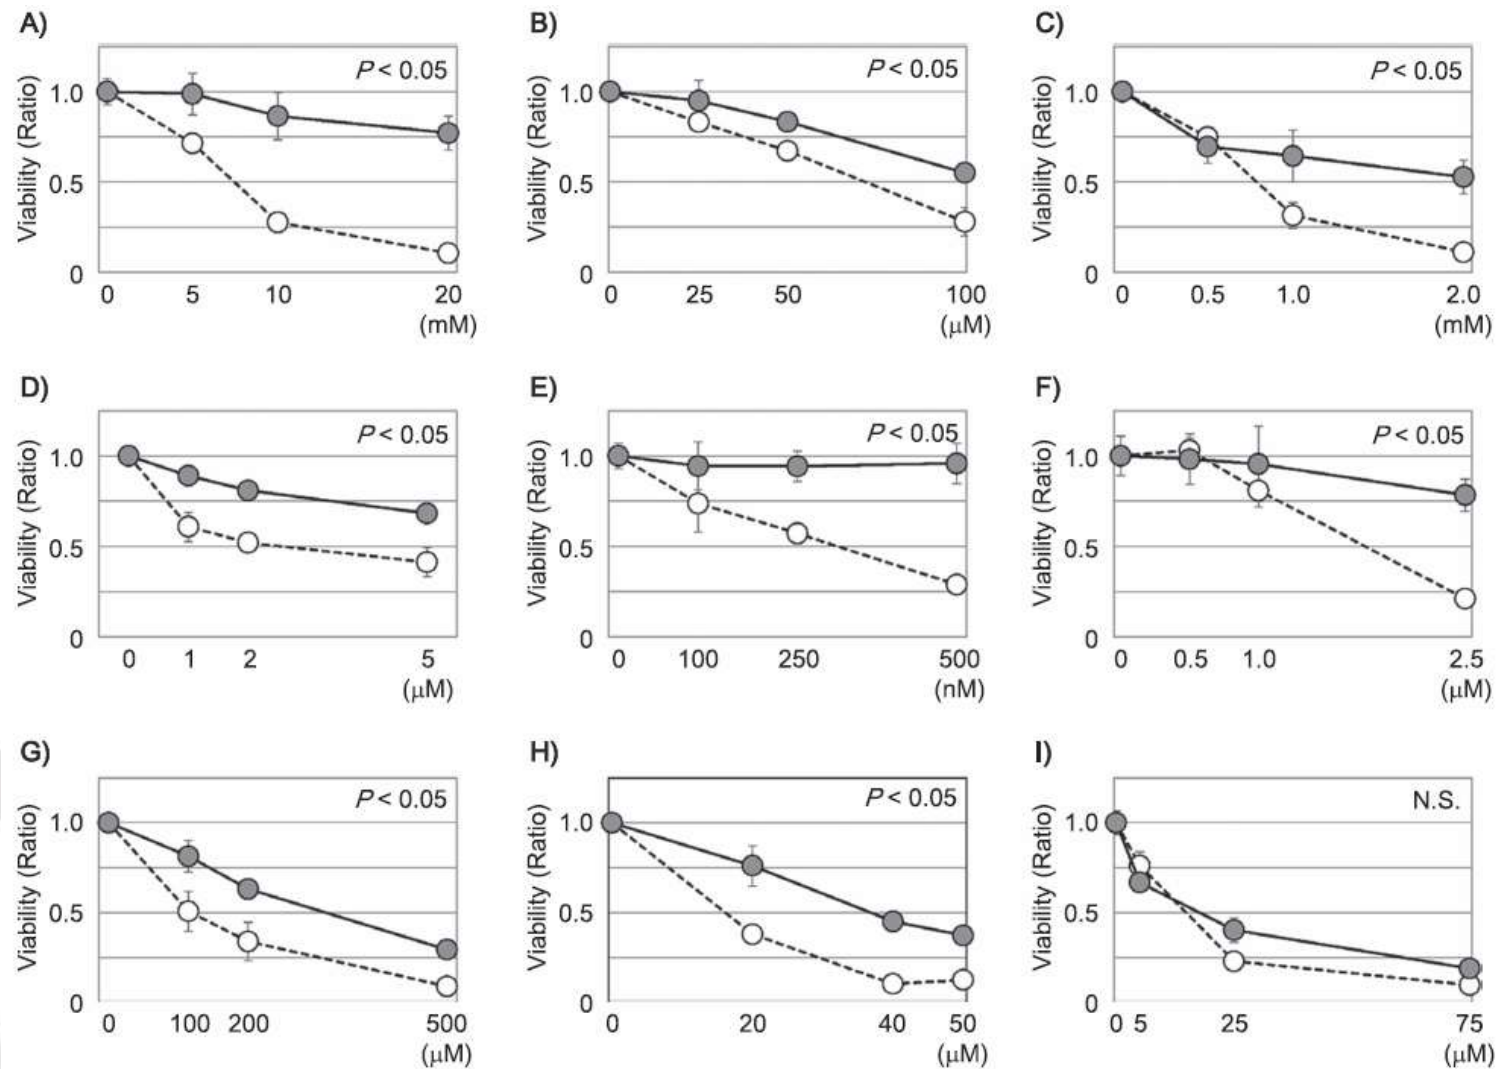 A) B) C)
P < 0.05 P < 0.05 P < 0.05
Viability (Ratio) Viability (Ratio) Viability (Ratio)
1.0 1.0 1.0
0.5 0.5 0.5
0 0 0
0 5 10 20 0 25 50 100 0 0.5 1.0 2.0
(mM) (μM) (mM)
D) E) F)
P < 0.05 P < 0.05 P < 0.05
Viability (Ratio) Viability (Ratio) Viability (Ratio)
1.0 1.0 1.0
0.5 0.5 0.5
0 0 0
0 1 2 5 0 100 250 500 0 0.5 1.0 2.5
(μM) (nM) (μM)
G) H) I)
P < 0.05 P < 0.05 N.S.
Viability (Ratio) Viability (Ratio) Viability (Ratio)
1.0 1.0 1.0
0.5 0.5 0.5
0 0 0
0 100 200 500 0 20 40 50 0 5 25 75
(μM) (μM) (μM)